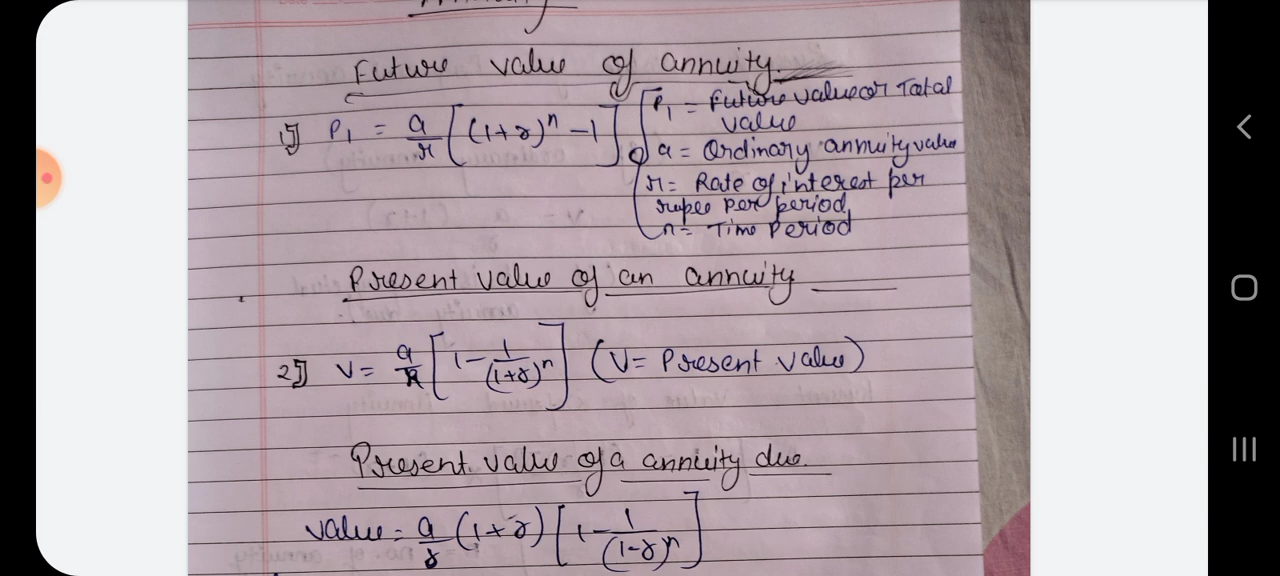 Future value of annuity.
1] P₁ = a/r [(1+r)ⁿ - 1]
P₁ = Future value or Total
value
a = Ordinary annuity value
r = Rate of interest per
rupee per period
n = Time Period
Present value of an annuity
2] V = a/r [1 - 1/(1+r)ⁿ] (V = Present value)
Present value of a annuity due.
value = a/r (1+r) [1 - 1/(1-r)ⁿ]